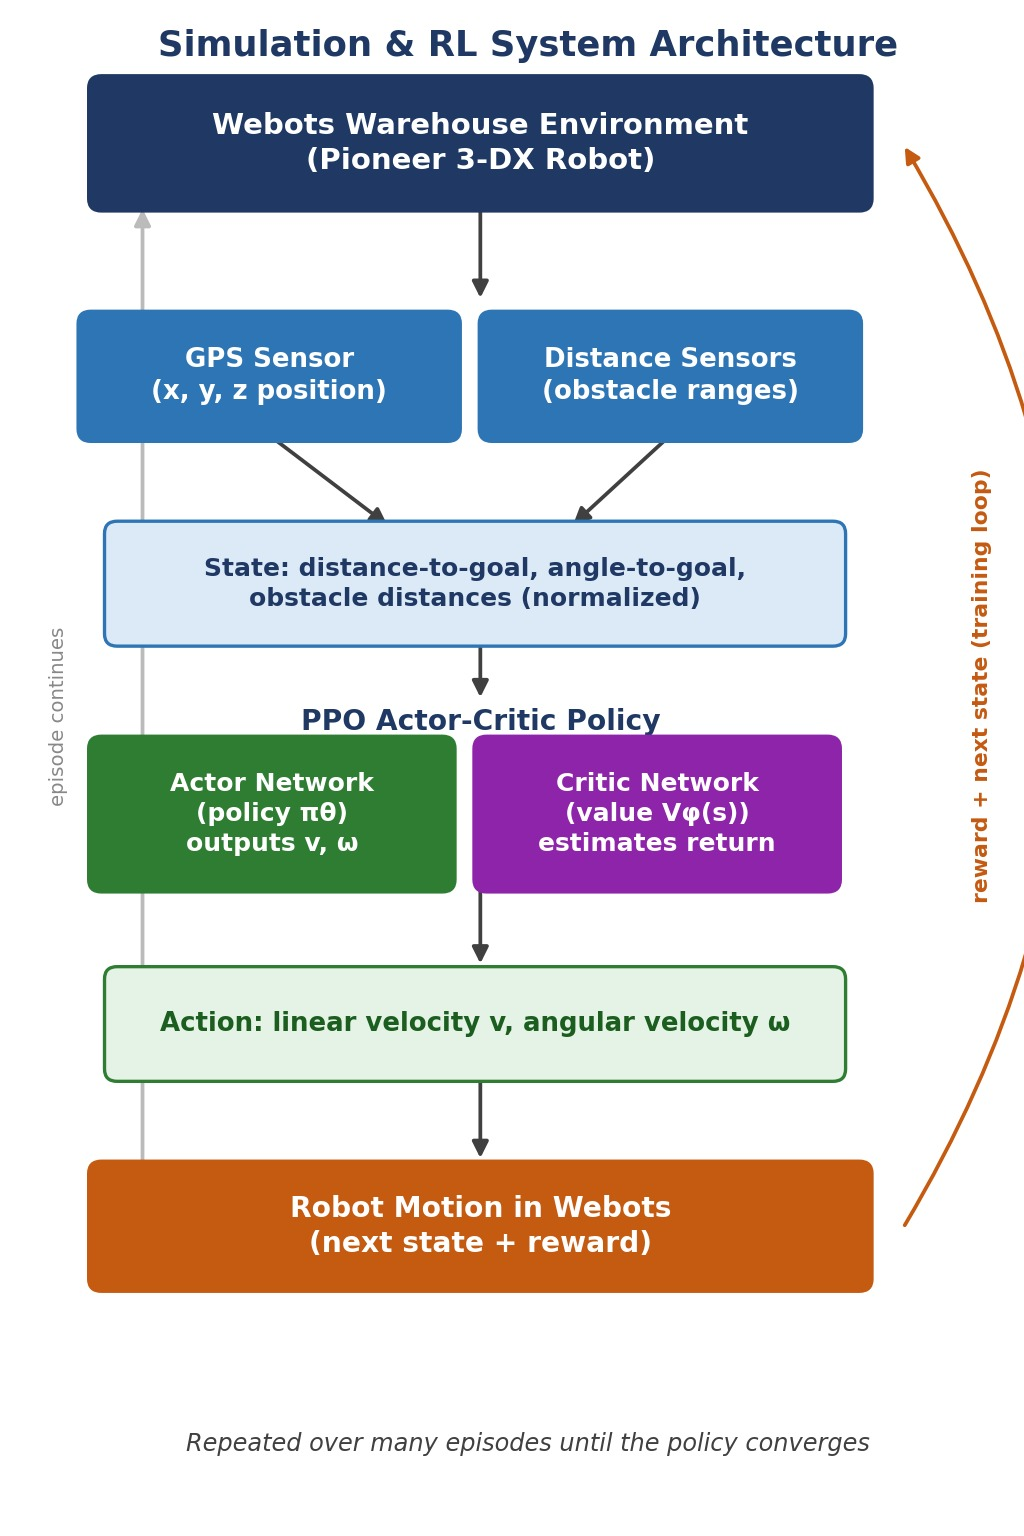 Simulation & RL System Architecture
Webots Warehouse Environment
(Pioneer 3-DX Robot)
GPS Sensor
(x, y, z position)
Distance Sensors
(obstacle ranges)
State: distance-to-goal, angle-to-goal,
obstacle distances (normalized)
PPO Actor-Critic Policy
Actor Network
(policy πθ)
outputs v, ω
Critic Network
(value Vφ(s))
estimates return
Action: linear velocity v, angular velocity ω
Robot Motion in Webots
(next state + reward)
episode continues
reward + next state (training loop)
Repeated over many episodes until the policy converges